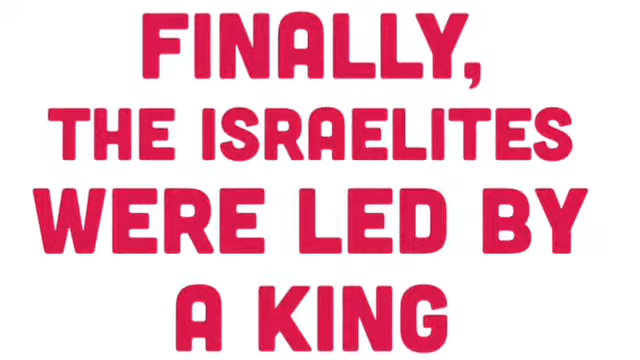 FINALLY,
THE ISRAELITES
WERE LED BY
A KING